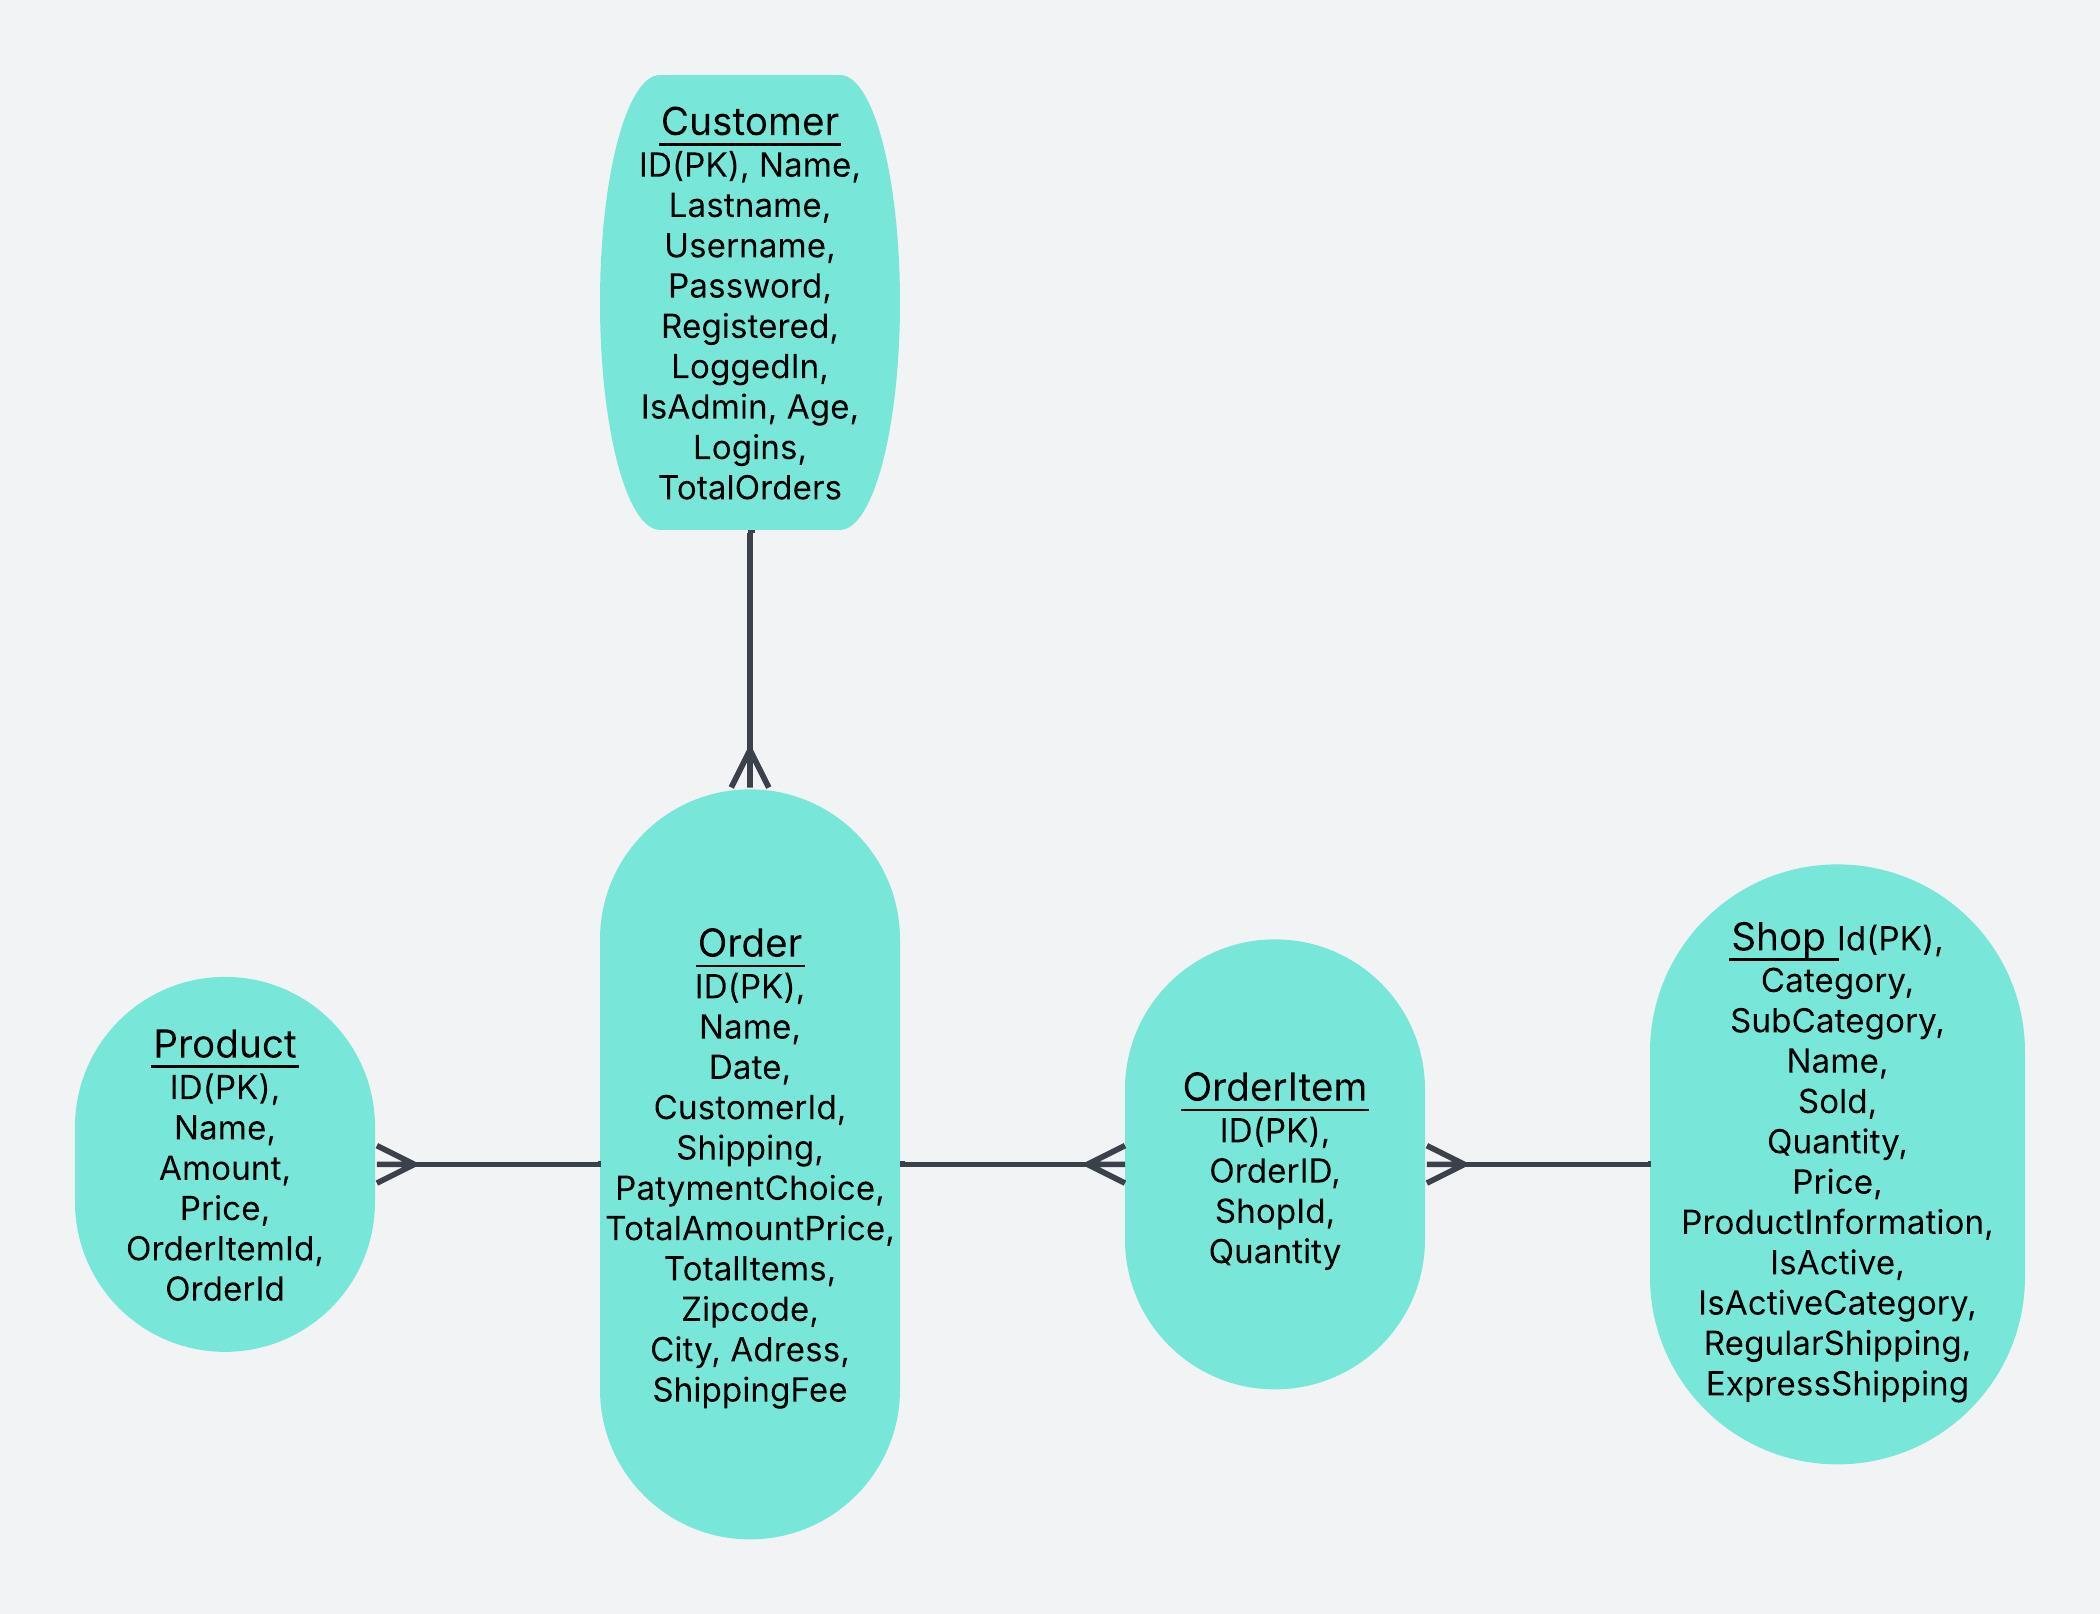 Customer
ID(PK), Name,
Lastname,
Username,
Password,
Registered,
LoggedIn,
IsAdmin, Age,
Logins,
TotalOrders
Product
ID(PK),
Name,
Amount,
Price,
OrderItemId,
OrderId
Order
ID(PK),
Name,
Date,
CustomerId,
Shipping,
PatymentChoice,
TotalAmountPrice,
TotalItems,
Zipcode,
City, Adress,
ShippingFee
OrderItem
ID(PK),
OrderID,
ShopId,
Quantity
Shop Id(PK),
Category,
SubCategory,
Name,
Sold,
Quantity,
Price,
ProductInformation,
IsActive,
IsActiveCategory,
RegularShipping,
ExpressShipping